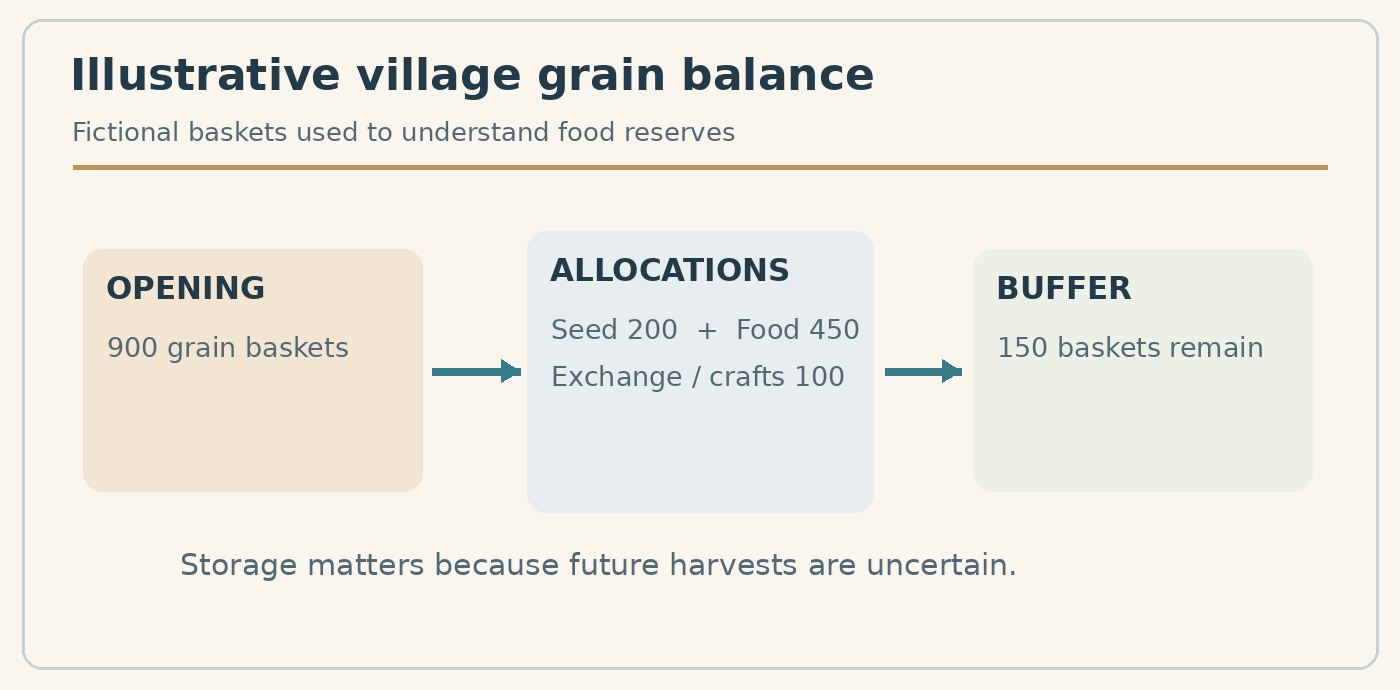 Illustrative village grain balance
Fictional baskets used to understand food reserves
OPENING
900 grain baskets
ALLOCATIONS
Seed 200 + Food 450
Exchange / crafts 100
BUFFER
150 baskets remain
Storage matters because future harvests are uncertain.